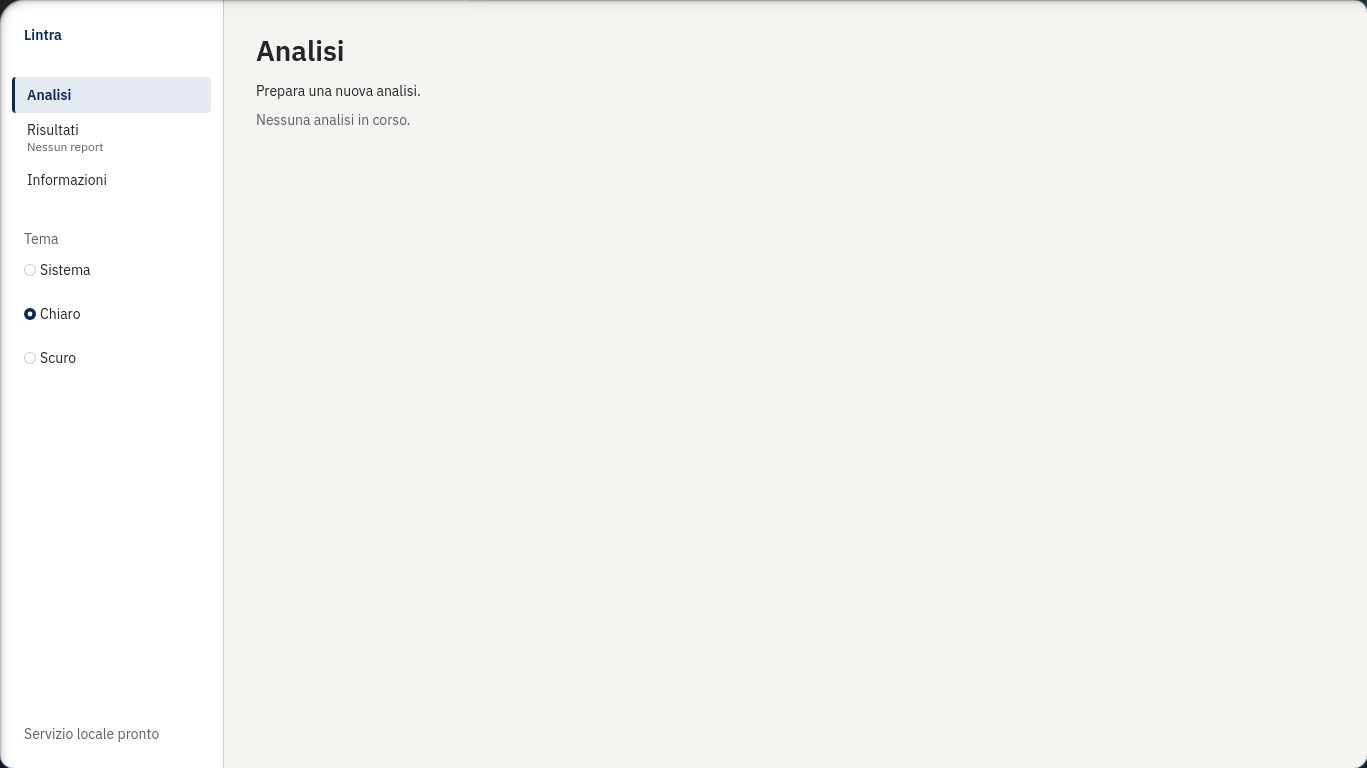 Lintra
Analisi
Risultati
Nessun report
Informazioni
Tema
Sistema
Chiaro
Scuro
Servizio locale pronto
Analisi
Prepara una nuova analisi.
Nessuna analisi in corso.